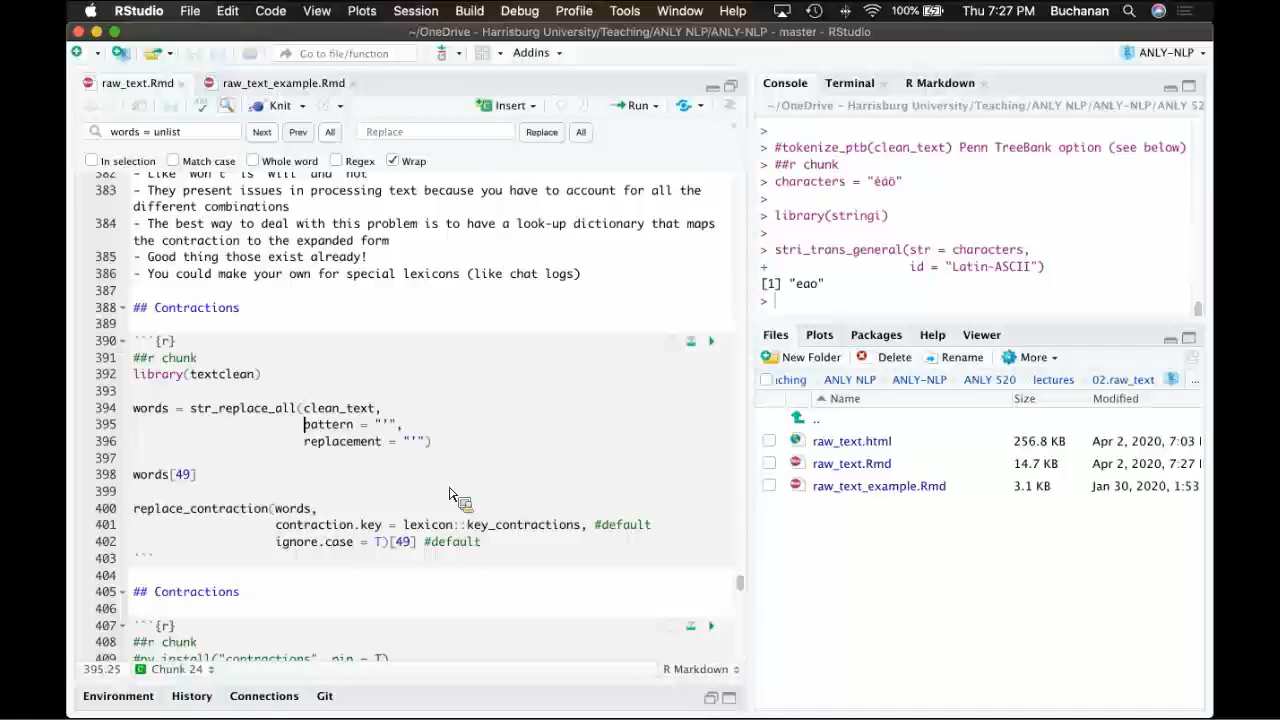 RStudio File Edit Code View Plots Session Build Debug Profile Tools Window Help 100% Thu 7:27 PM Buchanan
~/OneDrive - Harrisburg University/Teaching/ANLY NLP/ANLY-NLP - master - RStudio
Go to file/function Addins ANLY-NLP
raw_text.Rmd raw_text_example.Rmd
Knit Insert Run
words = unlist Next Prev All Replace Replace All
In selection Match case Whole word Regex Wrap
382 - Like "won't" is "will" and "not"
383 - They present issues in processing text because you have to account for all the
different combinations
384 - The best way to deal with this problem is to have a look-up dictionary that maps
the contraction to the expanded form
385 - Good thing those exist already!
386 - You could make your own for special lexicons (like chat logs)
387
388 ## Contractions
389
390 ```{r}
391 ##r chunk
392 library(textclean)
393
394 words = str_replace_all(clean_text,
395 pattern = "’",
396 replacement = "'")
397
398 words[49]
399
400 replace_contraction(words,
401 contraction.key = lexicon::key_contractions, #default
402 ignore.case = T)[49] #default
403 ```
404
405 ## Contractions
406
407 ```{r}
408 ##r chunk
409 #py_install("contractions", pip = T)
395:25 Chunk 24 R Markdown
Environment History Connections Git
Console Terminal R Markdown
~/OneDrive - Harrisburg University/Teaching/ANLY NLP/ANLY-NLP/ANLY 52
>
> #tokenize_ptb(clean_text) Penn TreeBank option (see below)
> ##r chunk
> characters = "éâö"
>
> library(stringi)
>
> stri_trans_general(str = characters,
+ id = "Latin-ASCII")
[1] "eao"
>
Files Plots Packages Help Viewer
New Folder Delete Rename More
ching ANLY NLP ANLY-NLP ANLY 520 lectures 02.raw_text ...
Name Size Modified
..
raw_text.html 256.8 KB Apr 2, 2020, 7:03
raw_text.Rmd 14.7 KB Apr 2, 2020, 7:27
raw_text_example.Rmd 3.1 KB Jan 30, 2020, 1:53